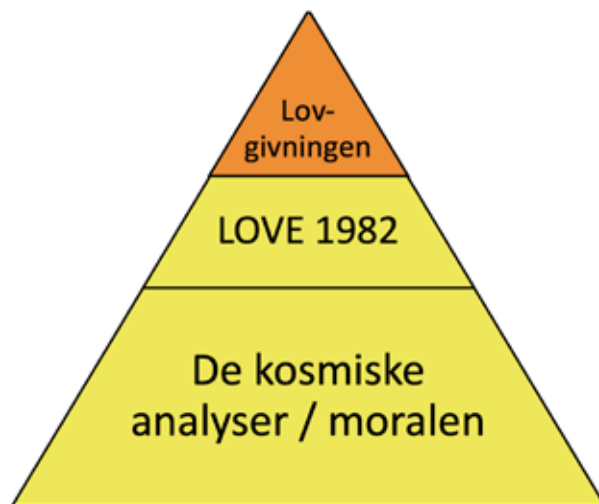 Lov-
givningen
LOVE 1982
De kosmiske
analyser / moralen